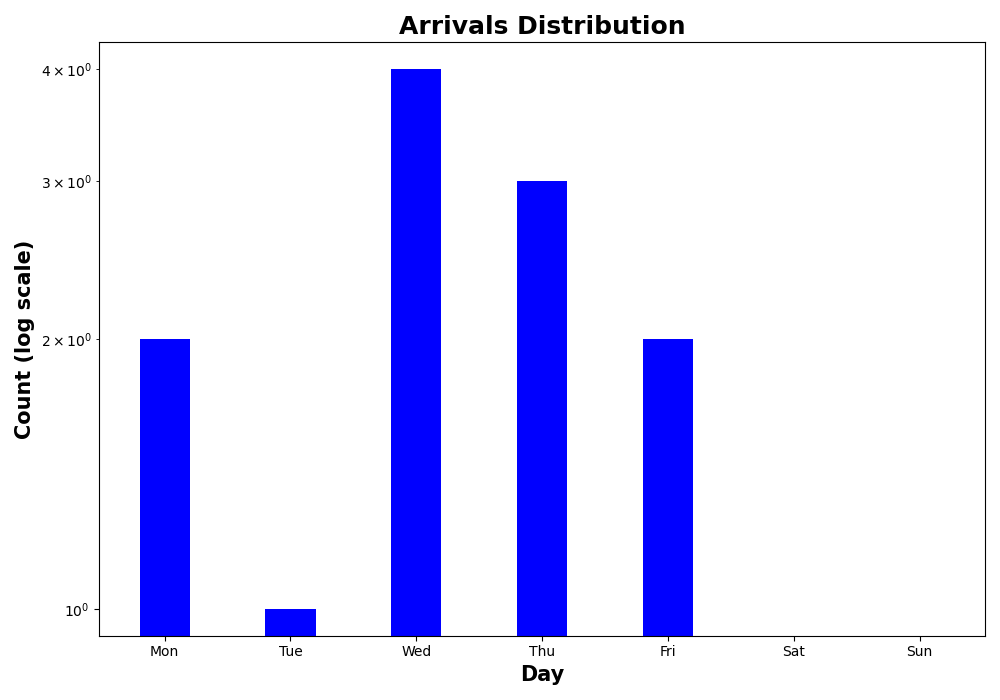 Arrivals Distribution
Count (log scale)
4 × 10⁰
3 × 10⁰
2 × 10⁰
10⁰
Mon Tue Wed Thu Fri Sat Sun
Day